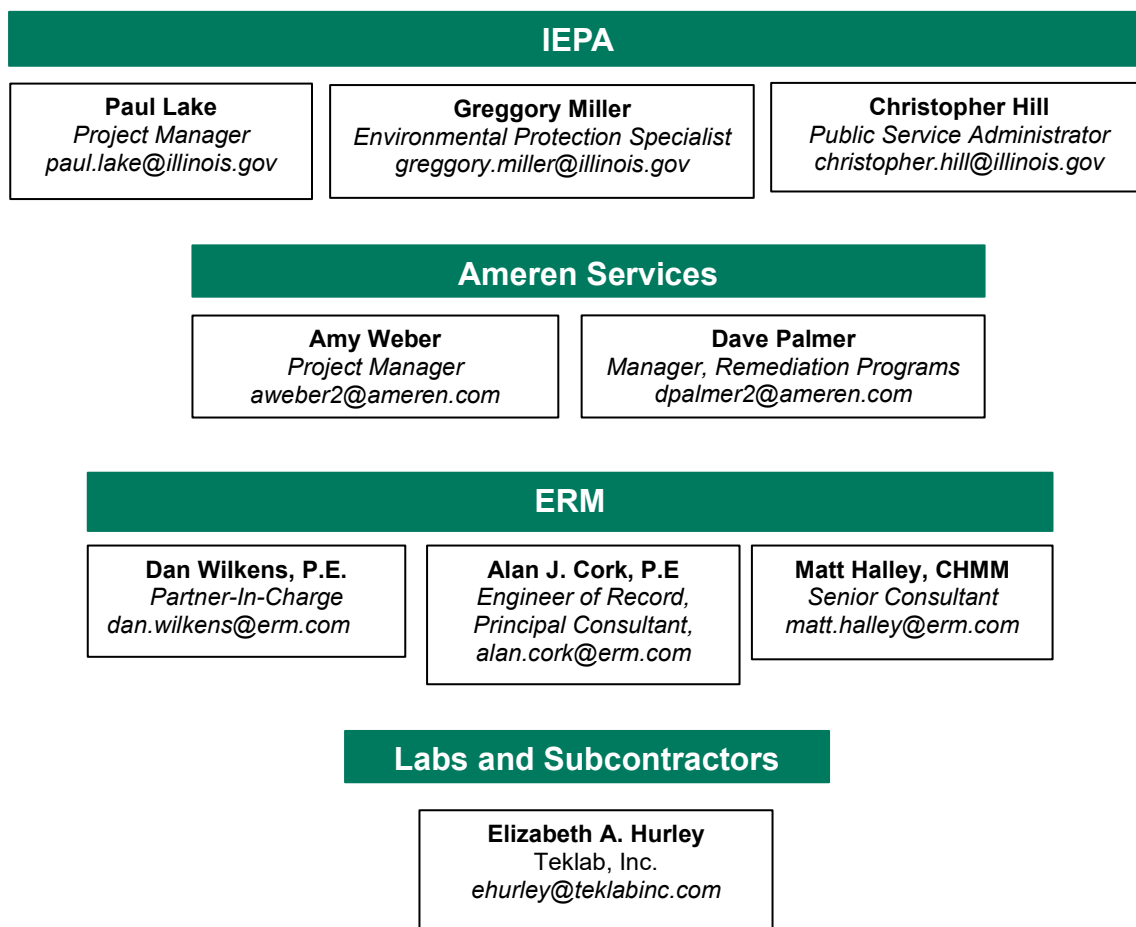 IEPA
Paul Lake
Project Manager
paul.lake@illinois.gov
Greggory Miller
Environmental Protection Specialist
greggory.miller@illinois.gov
Christopher Hill
Public Service Administrator
christopher.hill@illinois.gov
Ameren Services
Amy Weber
Project Manager
aweber2@ameren.com
Dave Palmer
Manager, Remediation Programs
dpalmer2@ameren.com
ERM
Dan Wilkens, P.E.
Partner-In-Charge
dan.wilkens@erm.com
Alan J. Cork, P.E
Engineer of Record,
Principal Consultant,
alan.cork@erm.com
Matt Halley, CHMM
Senior Consultant
matt.halley@erm.com
Labs and Subcontractors
Elizabeth A. Hurley
Teklab, Inc.
ehurley@teklabinc.com